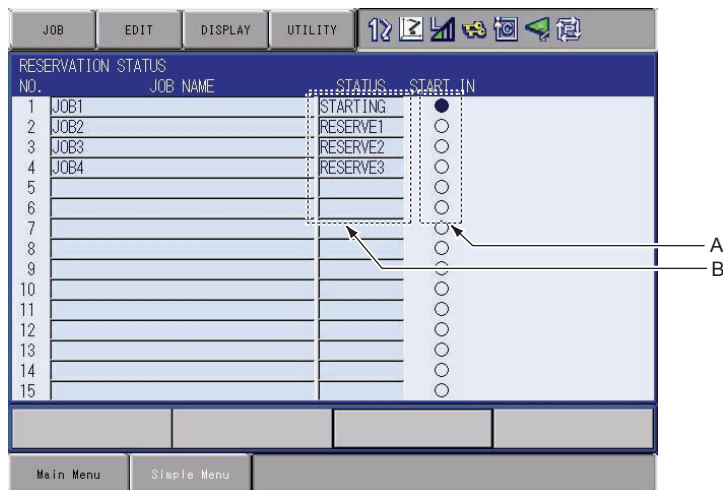 JOB EDIT DISPLAY UTILITY
RESERVATION STATUS
NO. JOB NAME STATUS START IN
1 JOB1 STARTING
2 JOB2 RESERVE1
3 JOB3 RESERVE2
4 JOB4 RESERVE3
5
6
7
8
9
10
11
12
13
14
15
A
B
Main Menu Simple Menu